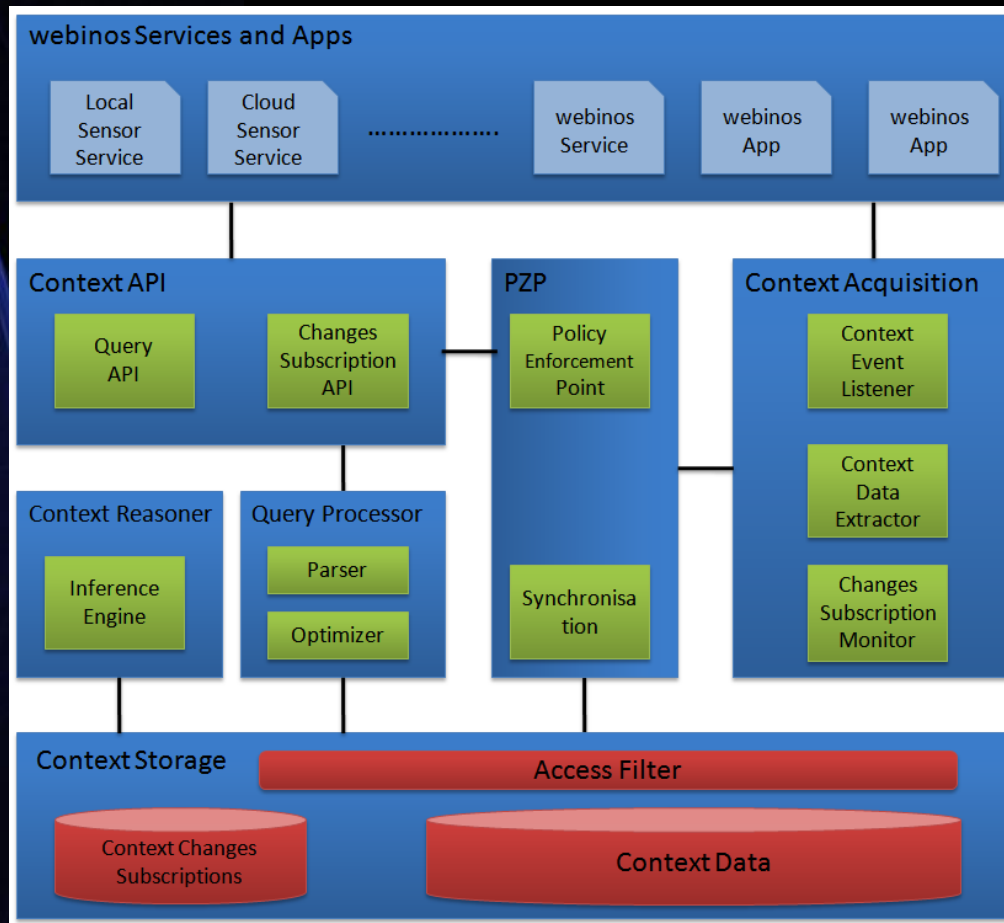 webinos Services and Apps
Local
Sensor
Service
Cloud
Sensor
Service
……………….
webinos
Service
webinos
App
webinos
App
Context API
Query
API
Changes
Subscription
API
PZP
Policy
Enforcement
Point
Synchronisa
tion
Context Acquisition
Context
Event
Listener
Context
Data
Extractor
Changes
Subscription
Monitor
Context Reasoner
Inference
Engine
Query Processor
Parser
Optimizer
Context Storage
Access Filter
Context Changes
Subscriptions
Context Data